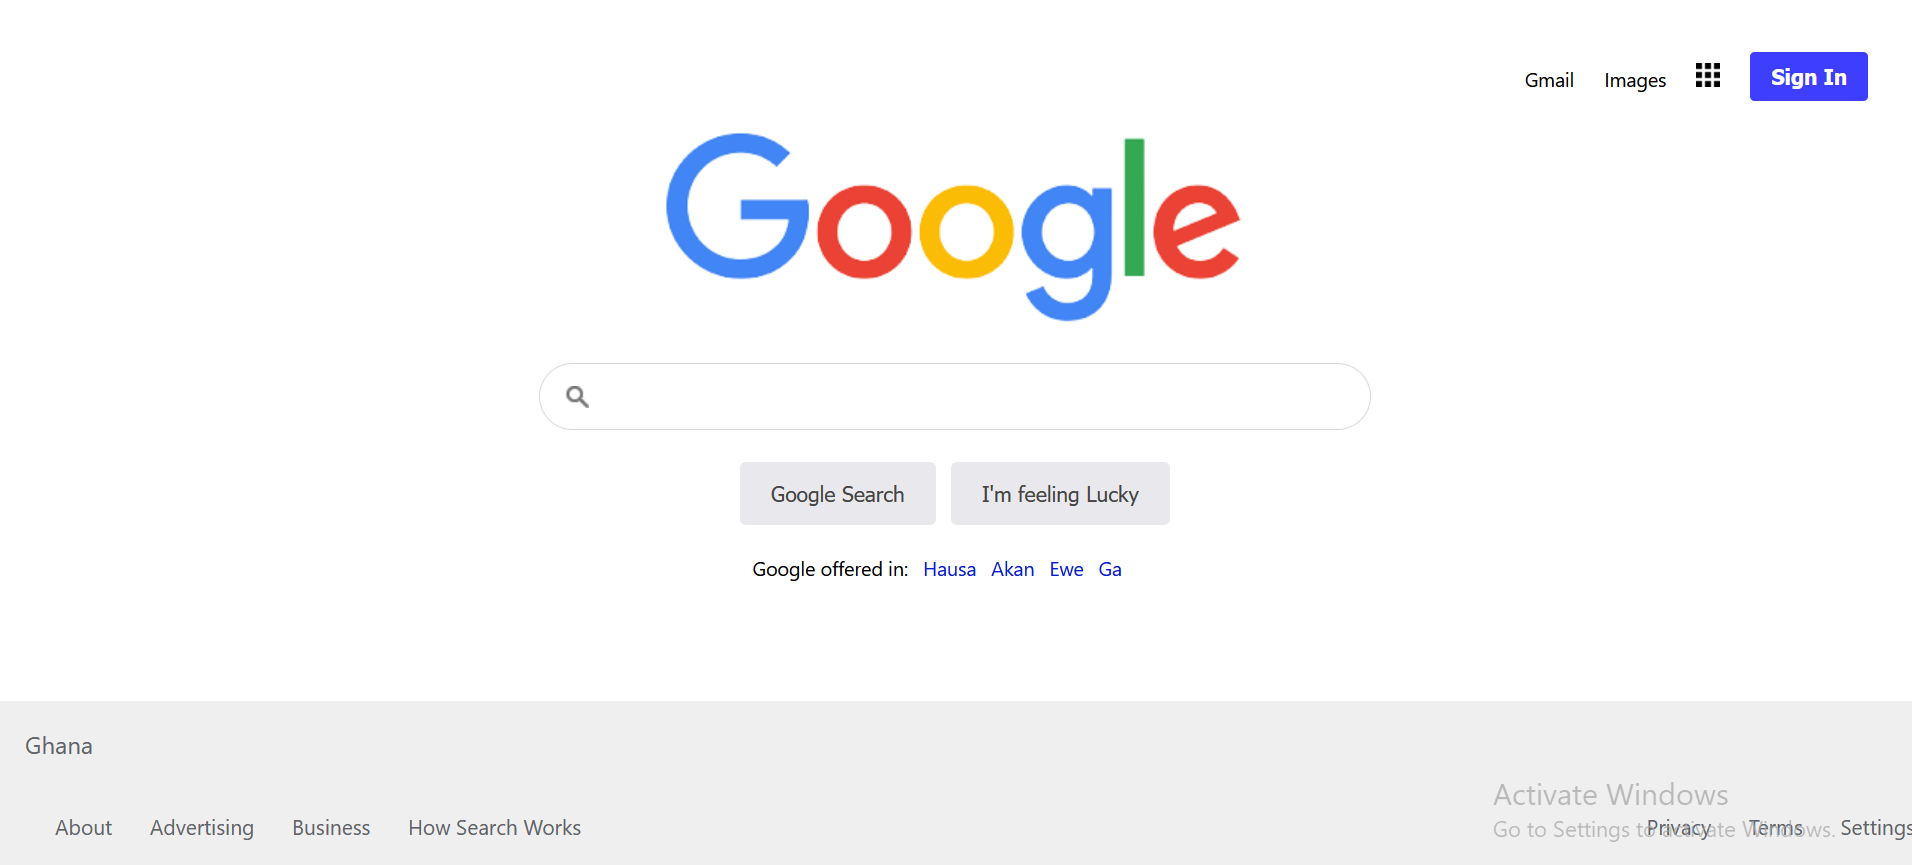 Gmail Images Sign In
Google
Google Search I'm feeling Lucky
Google offered in: Hausa Akan Ewe Ga
Ghana
Activate Windows
Go to Settings to activate Windows.
About Advertising Business How Search Works Privacy Terms Settings